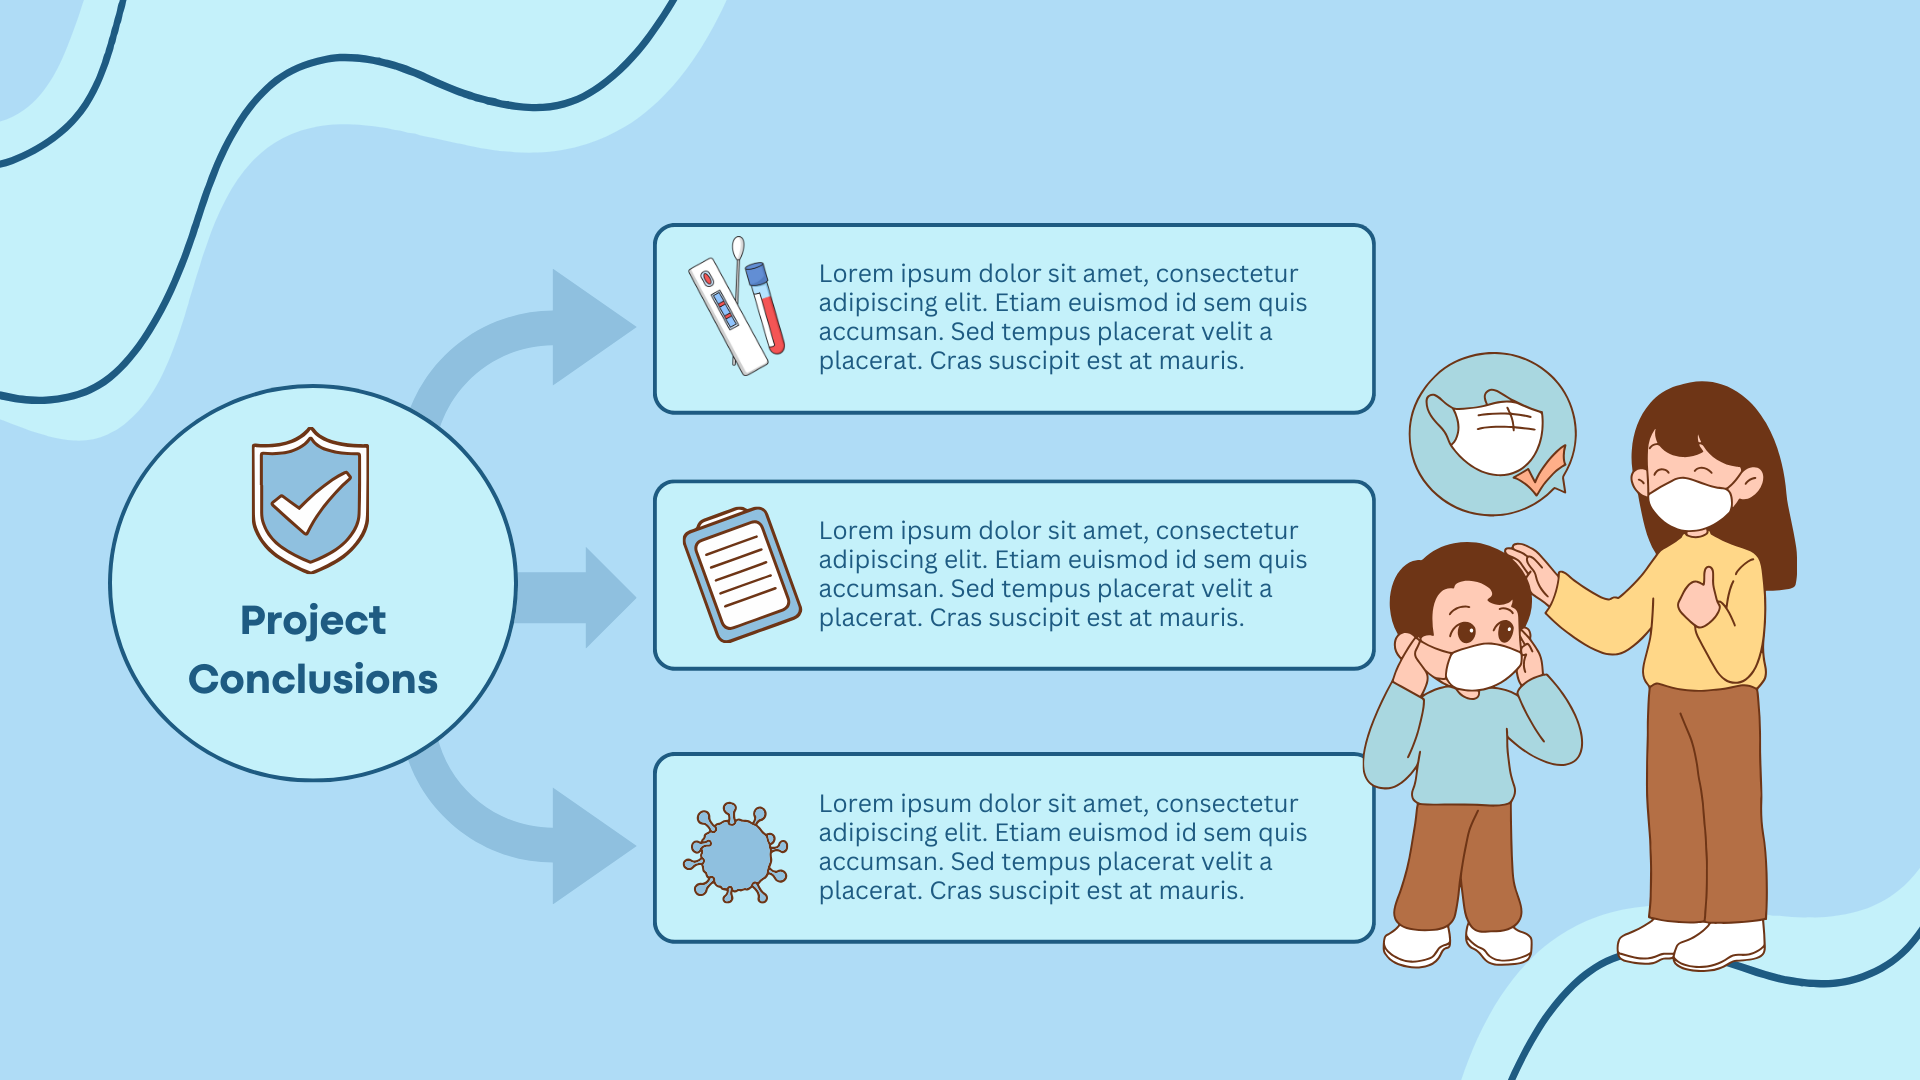 Project
Conclusions
Lorem ipsum dolor sit amet, consectetur
adipiscing elit. Etiam euismod id sem quis
accumsan. Sed tempus placerat velit a
placerat. Cras suscipit est at mauris.
Lorem ipsum dolor sit amet, consectetur
adipiscing elit. Etiam euismod id sem quis
accumsan. Sed tempus placerat velit a
placerat. Cras suscipit est at mauris.
Lorem ipsum dolor sit amet, consectetur
adipiscing elit. Etiam euismod id sem quis
accumsan. Sed tempus placerat velit a
placerat. Cras suscipit est at mauris.